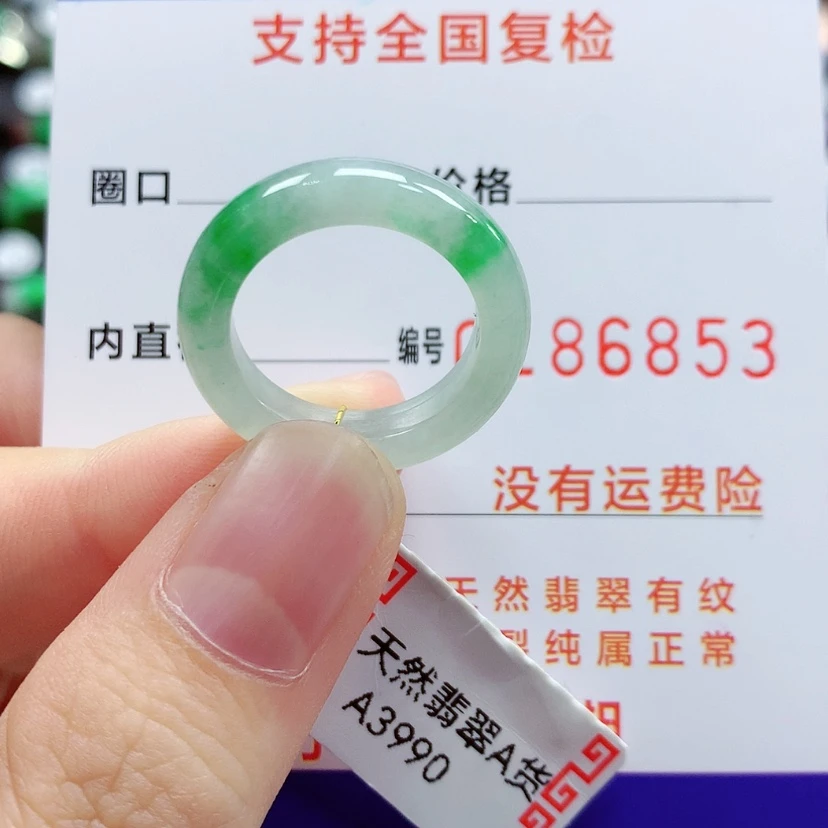 支持全国复检
圈口 价格
内直 编号 86853
没有运费险
天然翡翠有纹
裂纯属正常
天然翡翠A货
A3990